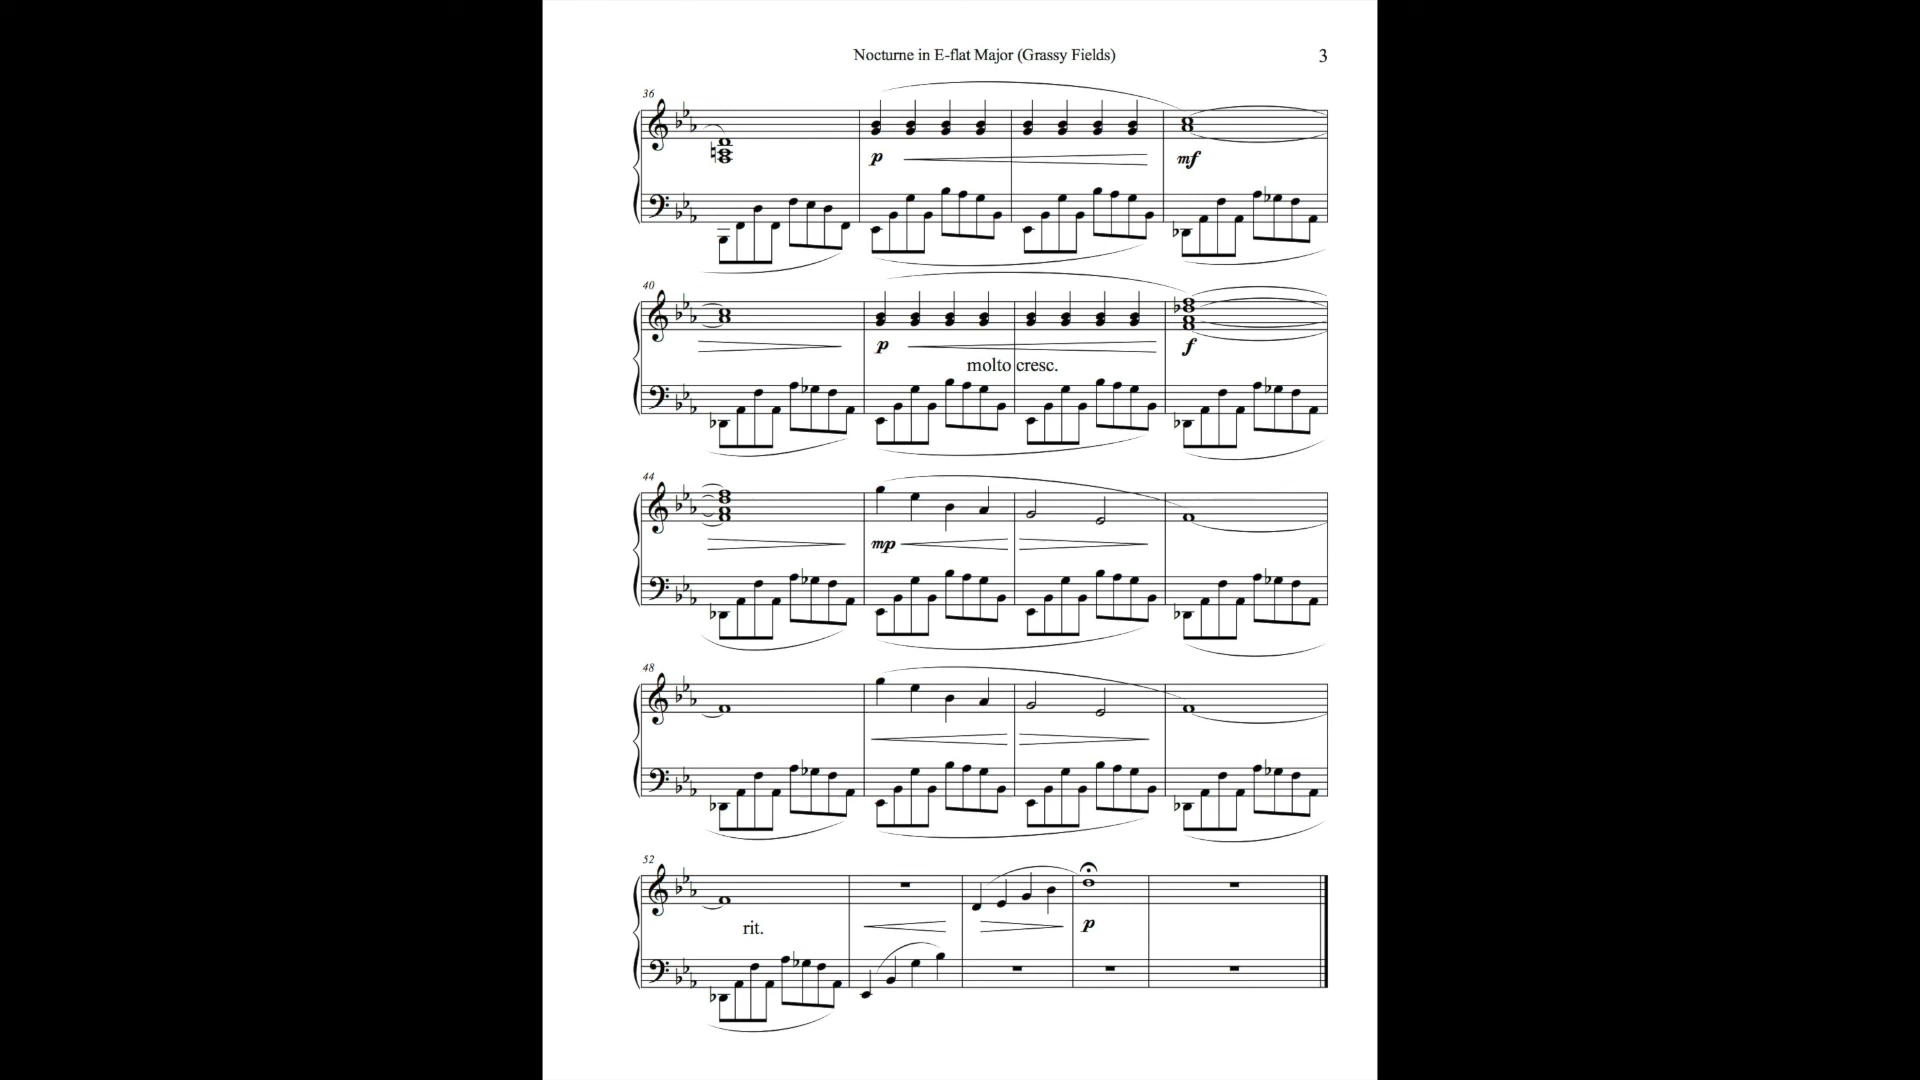 Nocturne in E-flat Major (Grassy Fields)
3
36
p
mf
40
p
f
molto cresc.
44
mp
48
52
rit.
p